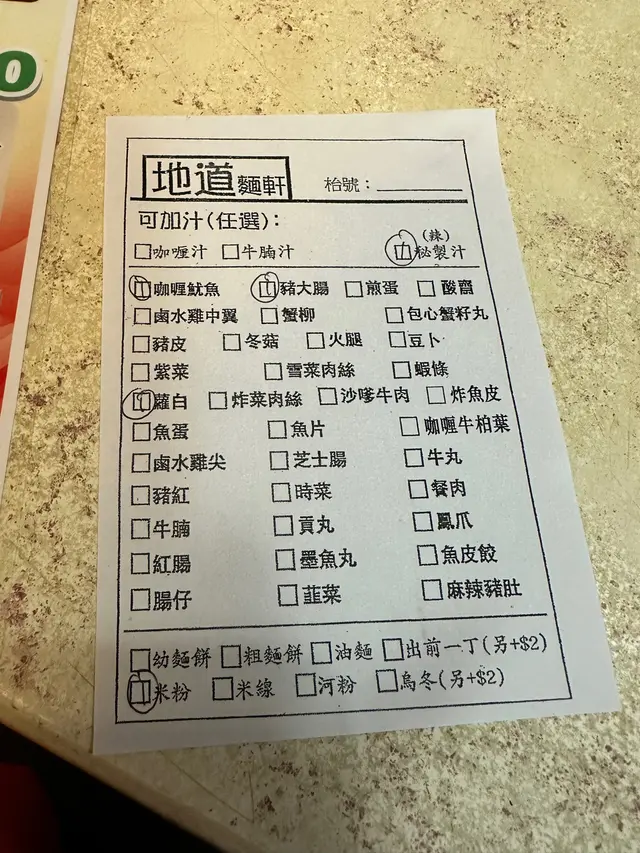 0
地道麵軒 枱號：
可加汁(任選)：
(辣)
□咖喱汁 □牛腩汁 □秘製汁
□咖喱魷魚 □豬大腸 □煎蛋 □酸齋
□鹵水雞中翼 □蟹柳 □包心蟹籽丸
□豬皮 □冬菇 □火腿 □豆卜
□紫菜 □雪菜肉絲 □蝦條
□蘿白 □炸菜肉絲 □沙嗲牛肉 □炸魚皮
□魚蛋 □魚片 □咖喱牛柏葉
□鹵水雞尖 □芝士腸 □牛丸
□豬紅 □時菜 □餐肉
□牛腩 □貢丸 □鳳爪
□紅腸 □墨魚丸 □魚皮餃
□腸仔 □韮菜 □麻辣豬肚
□幼麵餅 □粗麵餅 □油麵 □出前一丁(另+$2)
□米粉 □米線 □河粉 □烏冬(另+$2)